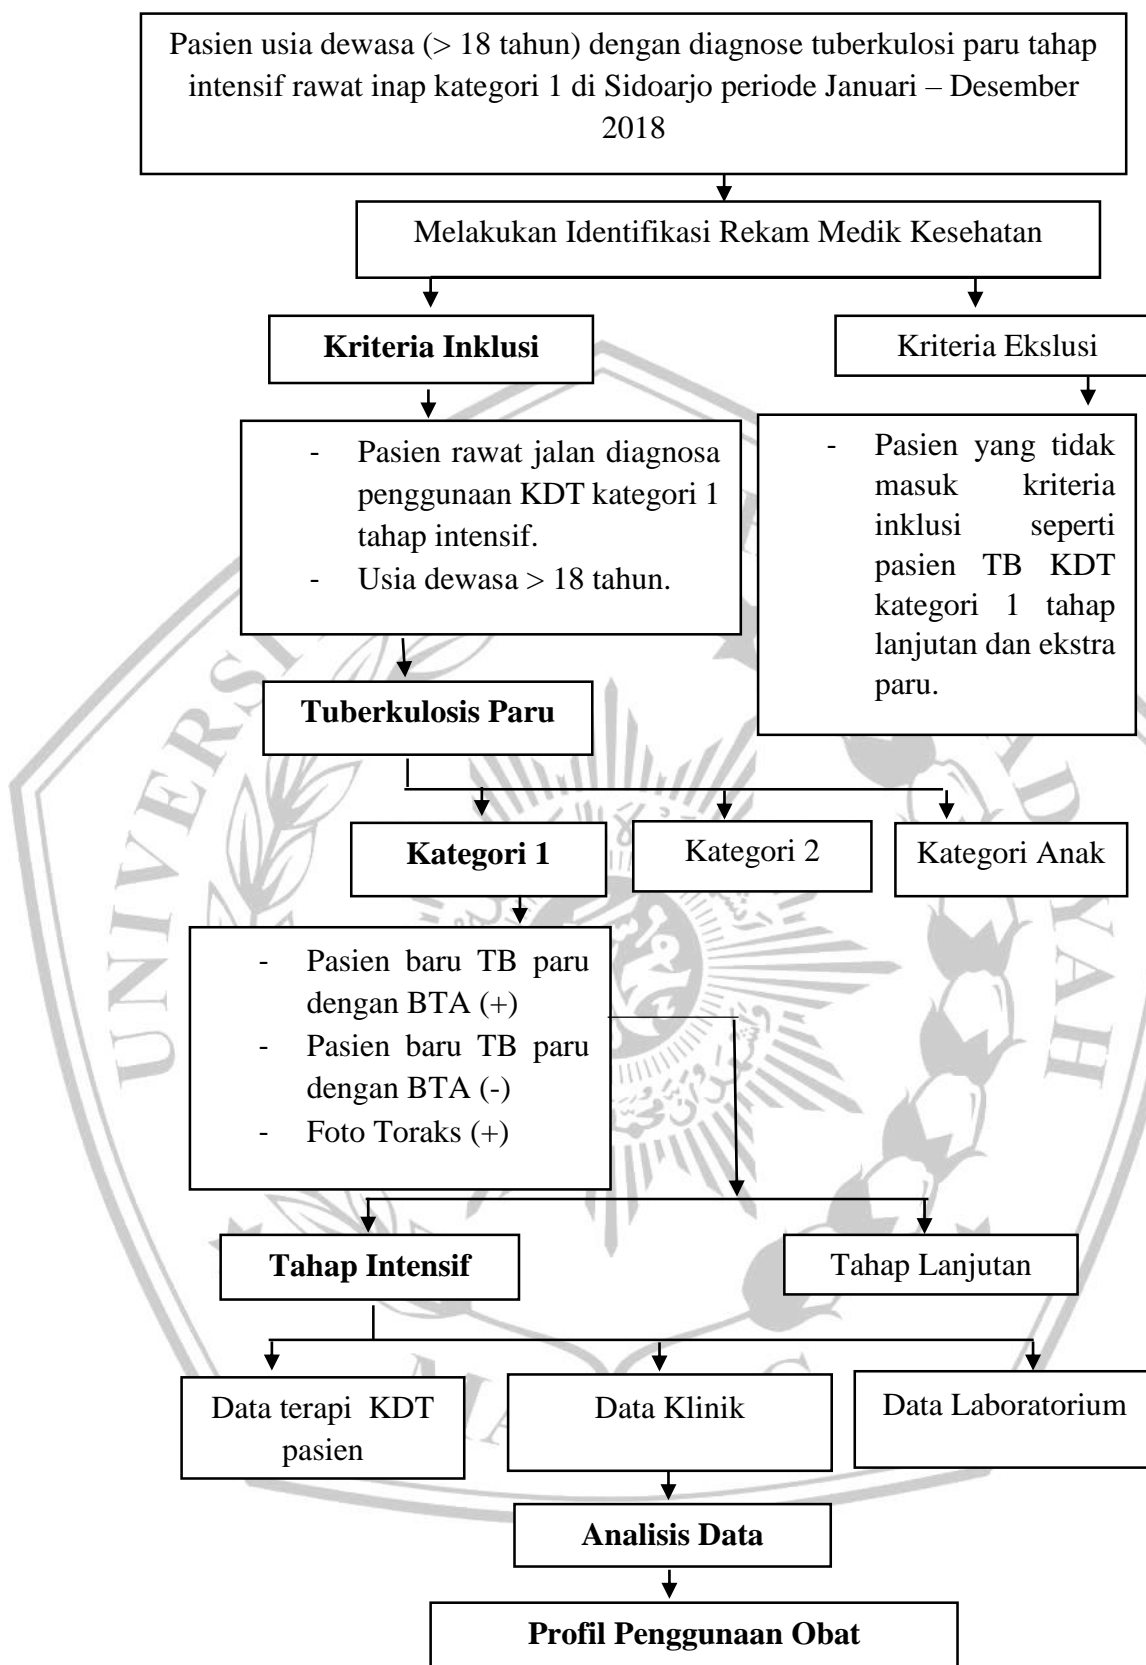 Pasien usia dewasa (> 18 tahun) dengan diagnose tuberkulosi paru tahap
intensif rawat inap kategori 1 di Sidoarjo periode Januari – Desember
2018
Melakukan Identifikasi Rekam Medik Kesehatan
Kriteria Inklusi
Kriteria Ekslusi
- Pasien rawat jalan diagnosa
penggunaan KDT kategori 1
tahap intensif.
- Usia dewasa > 18 tahun.
- Pasien yang tidak
masuk kriteria
inklusi seperti
pasien TB KDT
kategori 1 tahap
lanjutan dan ekstra
paru.
Tuberkulosis Paru
Kategori 1
Kategori 2
Kategori Anak
- Pasien baru TB paru
dengan BTA (+)
- Pasien baru TB paru
dengan BTA (-)
- Foto Toraks (+)
Tahap Intensif
Tahap Lanjutan
Data terapi KDT
pasien
Data Klinik
Data Laboratorium
Analisis Data
Profil Penggunaan Obat